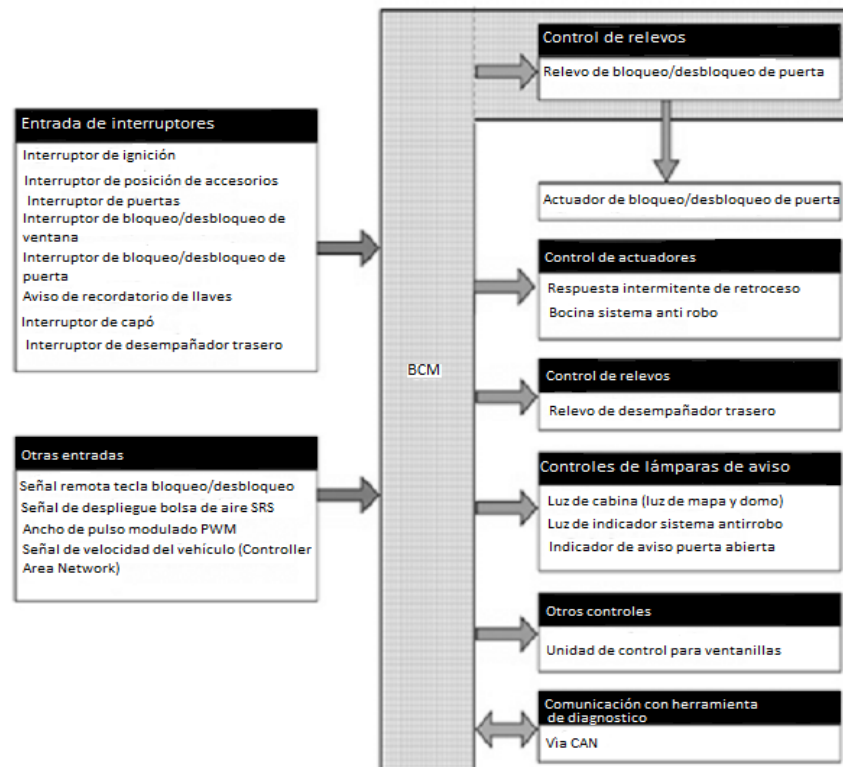 Entrada de interruptores
Interruptor de ignición
Interruptor de posición de accesorios
Interruptor de puertas
Interruptor de bloqueo/desbloqueo de
ventana
Interruptor de bloqueo/desbloqueo de
puerta
Aviso de recordatorio de llaves
Interruptor de capó
Interruptor de desempañador trasero
Otras entradas
Señal remota tecla bloqueo/desbloqueo
Señal de despliegue bolsa de aire SRS
Ancho de pulso modulado PWM
Señal de velocidad del vehículo (Controller
Area Network)
BCM
Control de relevos
Relevo de bloqueo/desbloqueo de puerta
Actuador de bloqueo/desbloqueo de puerta
Control de actuadores
Respuesta intermitente de retroceso
Bocina sistema anti robo
Control de relevos
Relevo de desempañador trasero
Controles de lámparas de aviso
Luz de cabina (luz de mapa y domo)
Luz de indicador sistema antirrobo
Indicador de aviso puerta abierta
Otros controles
Unidad de control para ventanillas
Comunicación con herramienta
de diagnostico
Via CAN